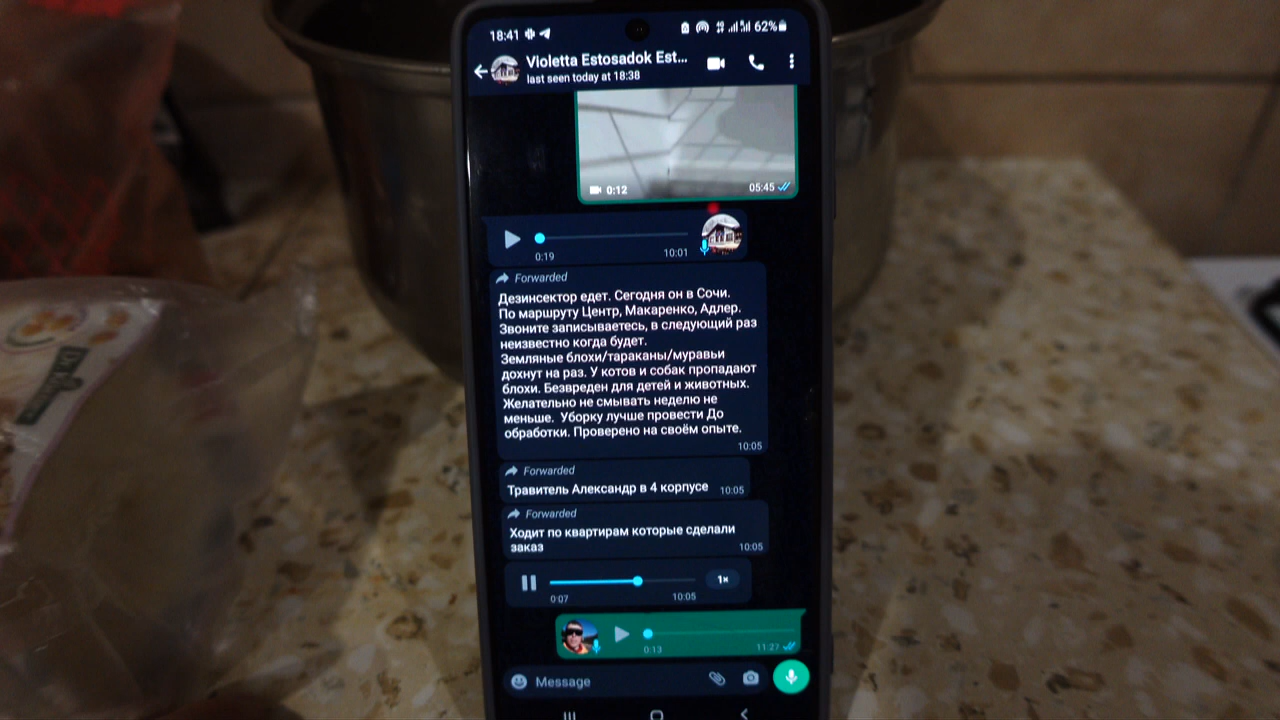 18:41
62%
Violetta Estosadok Est...
last seen today at 18:38
0:12
05:45
0:19
10:01
Forwarded
Дезинсектор едет. Сегодня он в Сочи.
По маршруту Центр, Макаренко, Адлер.
Звоните записываетесь, в следующий раз
неизвестно когда будет.
Земляные блохи/тараканы/муравьи
дохнут на раз. У котов и собак пропадают
блохи. Безвреден для детей и животных.
Желательно не смывать неделю не
меньше. Уборку лучше провести До
обработки. Проверено на своём опыте.
10:05
Forwarded
Травитель Александр в 4 корпусе
10:05
Forwarded
Ходит по квартирам которые сделали
заказ
10:05
1×
0:07
10:05
0:13
11:27
Message